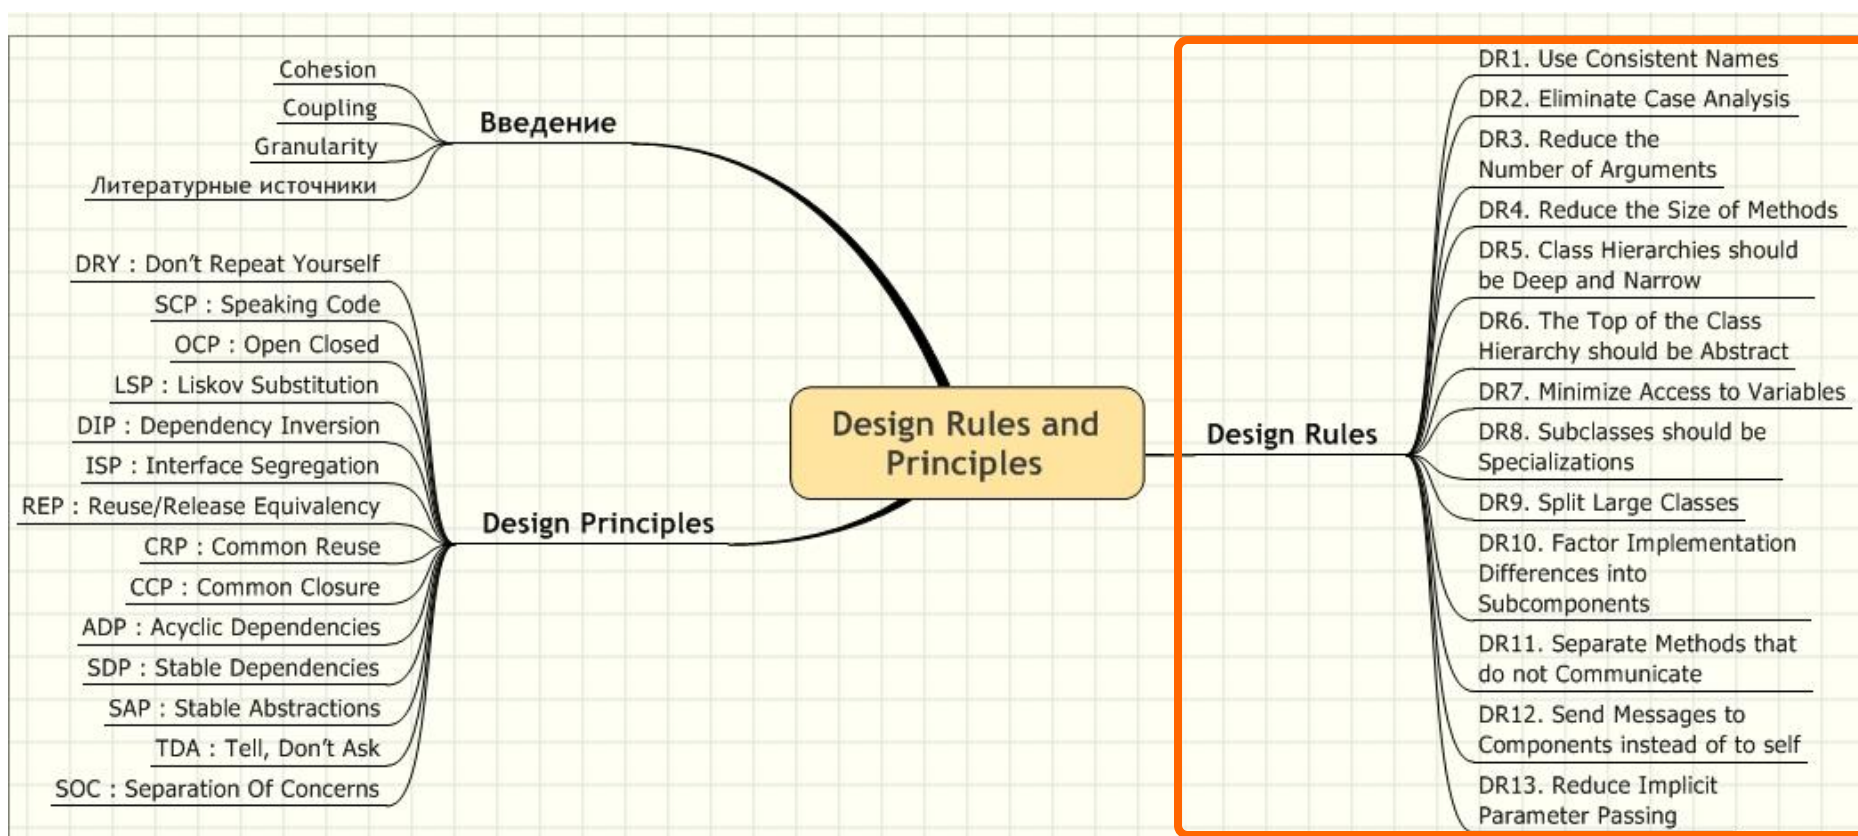 Cohesion
Coupling
Granularity
Литературные источники
Введение
DRY : Don't Repeat Yourself
SCP : Speaking Code
OCP : Open Closed
LSP : Liskov Substitution
DIP : Dependency Inversion
ISP : Interface Segregation
REP : Reuse/Release Equivalency
CRP : Common Reuse
CCP : Common Closure
ADP : Acyclic Dependencies
SDP : Stable Dependencies
SAP : Stable Abstractions
TDA : Tell, Don't Ask
SOC : Separation Of Concerns
Design Principles
Design Rules and
Principles
Design Rules
DR1. Use Consistent Names
DR2. Eliminate Case Analysis
DR3. Reduce the
Number of Arguments
DR4. Reduce the Size of Methods
DR5. Class Hierarchies should
be Deep and Narrow
DR6. The Top of the Class
Hierarchy should be Abstract
DR7. Minimize Access to Variables
DR8. Subclasses should be
Specializations
DR9. Split Large Classes
DR10. Factor Implementation
Differences into
Subcomponents
DR11. Separate Methods that
do not Communicate
DR12. Send Messages to
Components instead of to self
DR13. Reduce Implicit
Parameter Passing